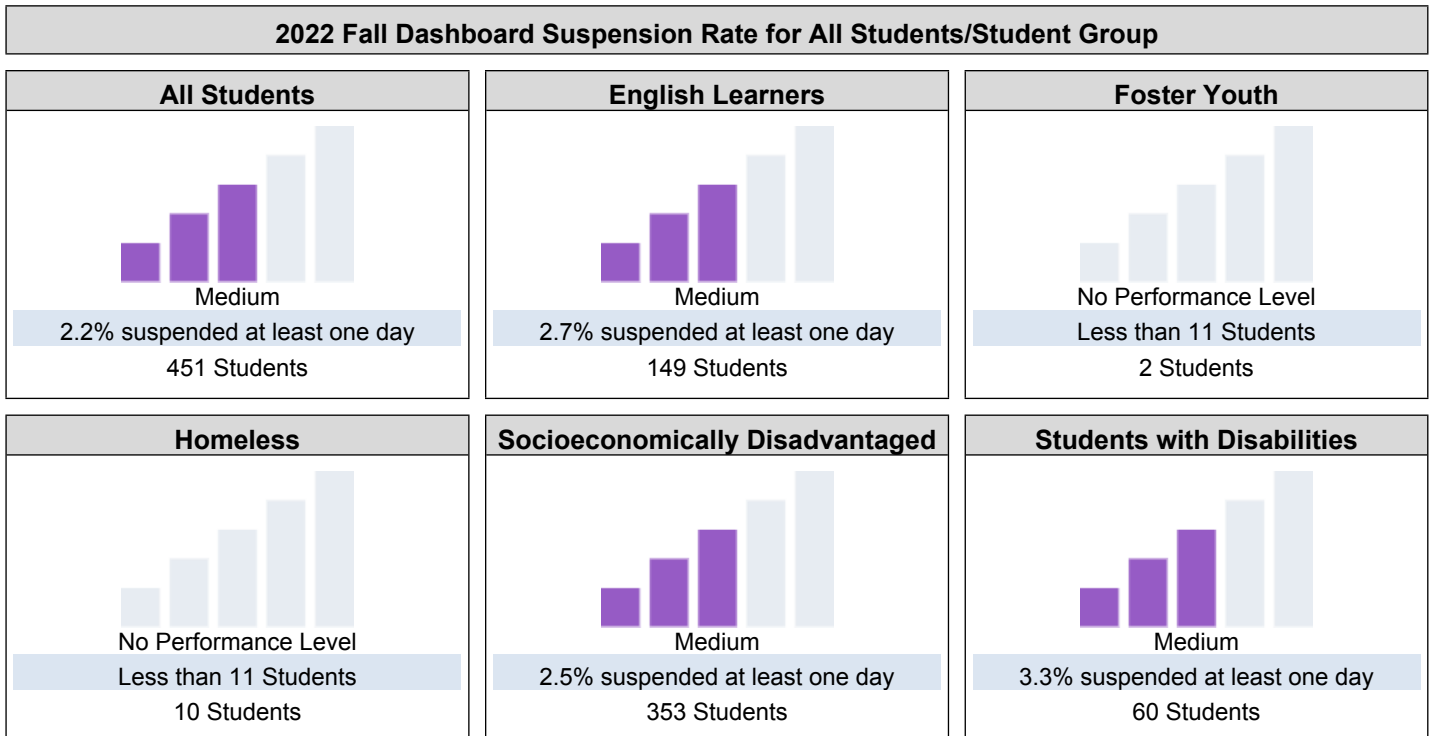 2022 Fall Dashboard Suspension Rate for All Students/Student Group
All Students
Medium
2.2% suspended at least one day
451 Students
English Learners
Medium
2.7% suspended at least one day
149 Students
Foster Youth
No Performance Level
Less than 11 Students
2 Students
Homeless
No Performance Level
Less than 11 Students
10 Students
Socioeconomically Disadvantaged
Medium
2.5% suspended at least one day
353 Students
Students with Disabilities
Medium
3.3% suspended at least one day
60 Students